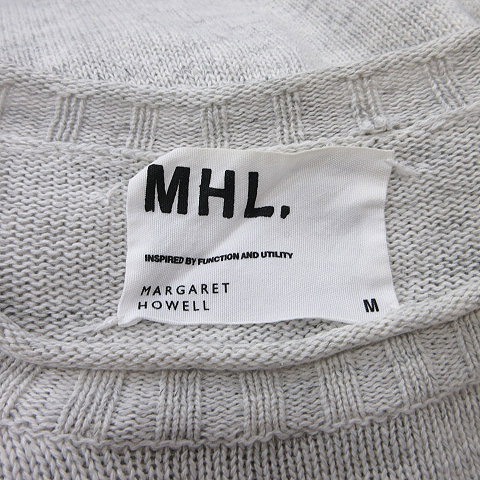 MHL.
INSPIRED BY FUNCTION AND UTILITY
MARGARET
HOWELL
M